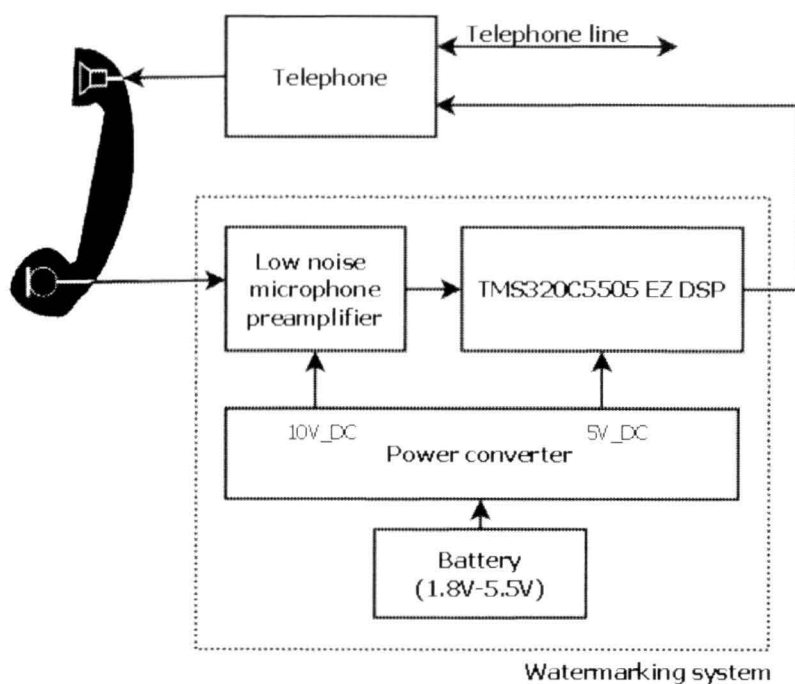 Telephone line
Telephone
Low noise
microphone
preamplifier
TMS320C5505 EZ DSP
10V_DC
5V_DC
Power converter
Battery
(1.8V-5.5V)
Watermarking system